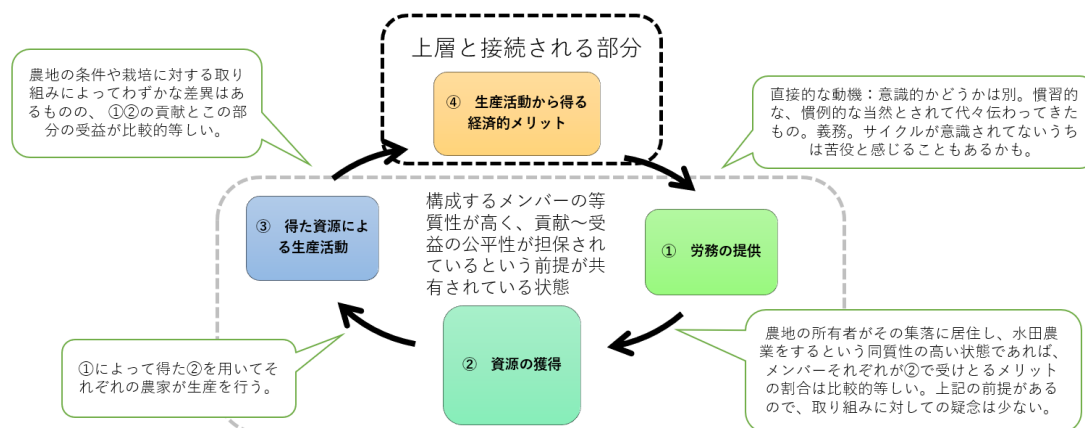 上層と接続される部分
④　生産活動から得る
経済的メリット
農地の条件や栽培に対する取り
組みによってわずかな差異はあ
るものの、①②の貢献とこの部
分の受益が比較的等しい。
直接的な動機：意識的かどうかは別。慣習的
な、慣例的な当然とされて代々伝わってきた
もの。義務。サイクルが意識されてないうち
は苦役と感じることもあるかも。
③　得た資源によ
る生産活動
構成するメンバーの等
質性が高く、貢献～受
益の公平性が担保され
ているという前提が共
有されている状態
①　労務の提供
②　資源の獲得
①によって得た②を用いてそ
れぞれの農家が生産を行う。
農地の所有者がその集落に居住し、水田農
業をするという同質性の高い状態であれば、
メンバーそれぞれが②で受けとるメリット
の割合は比較的等しい。上記の前提がある
ので、取り組みに対しての疑念は少ない。